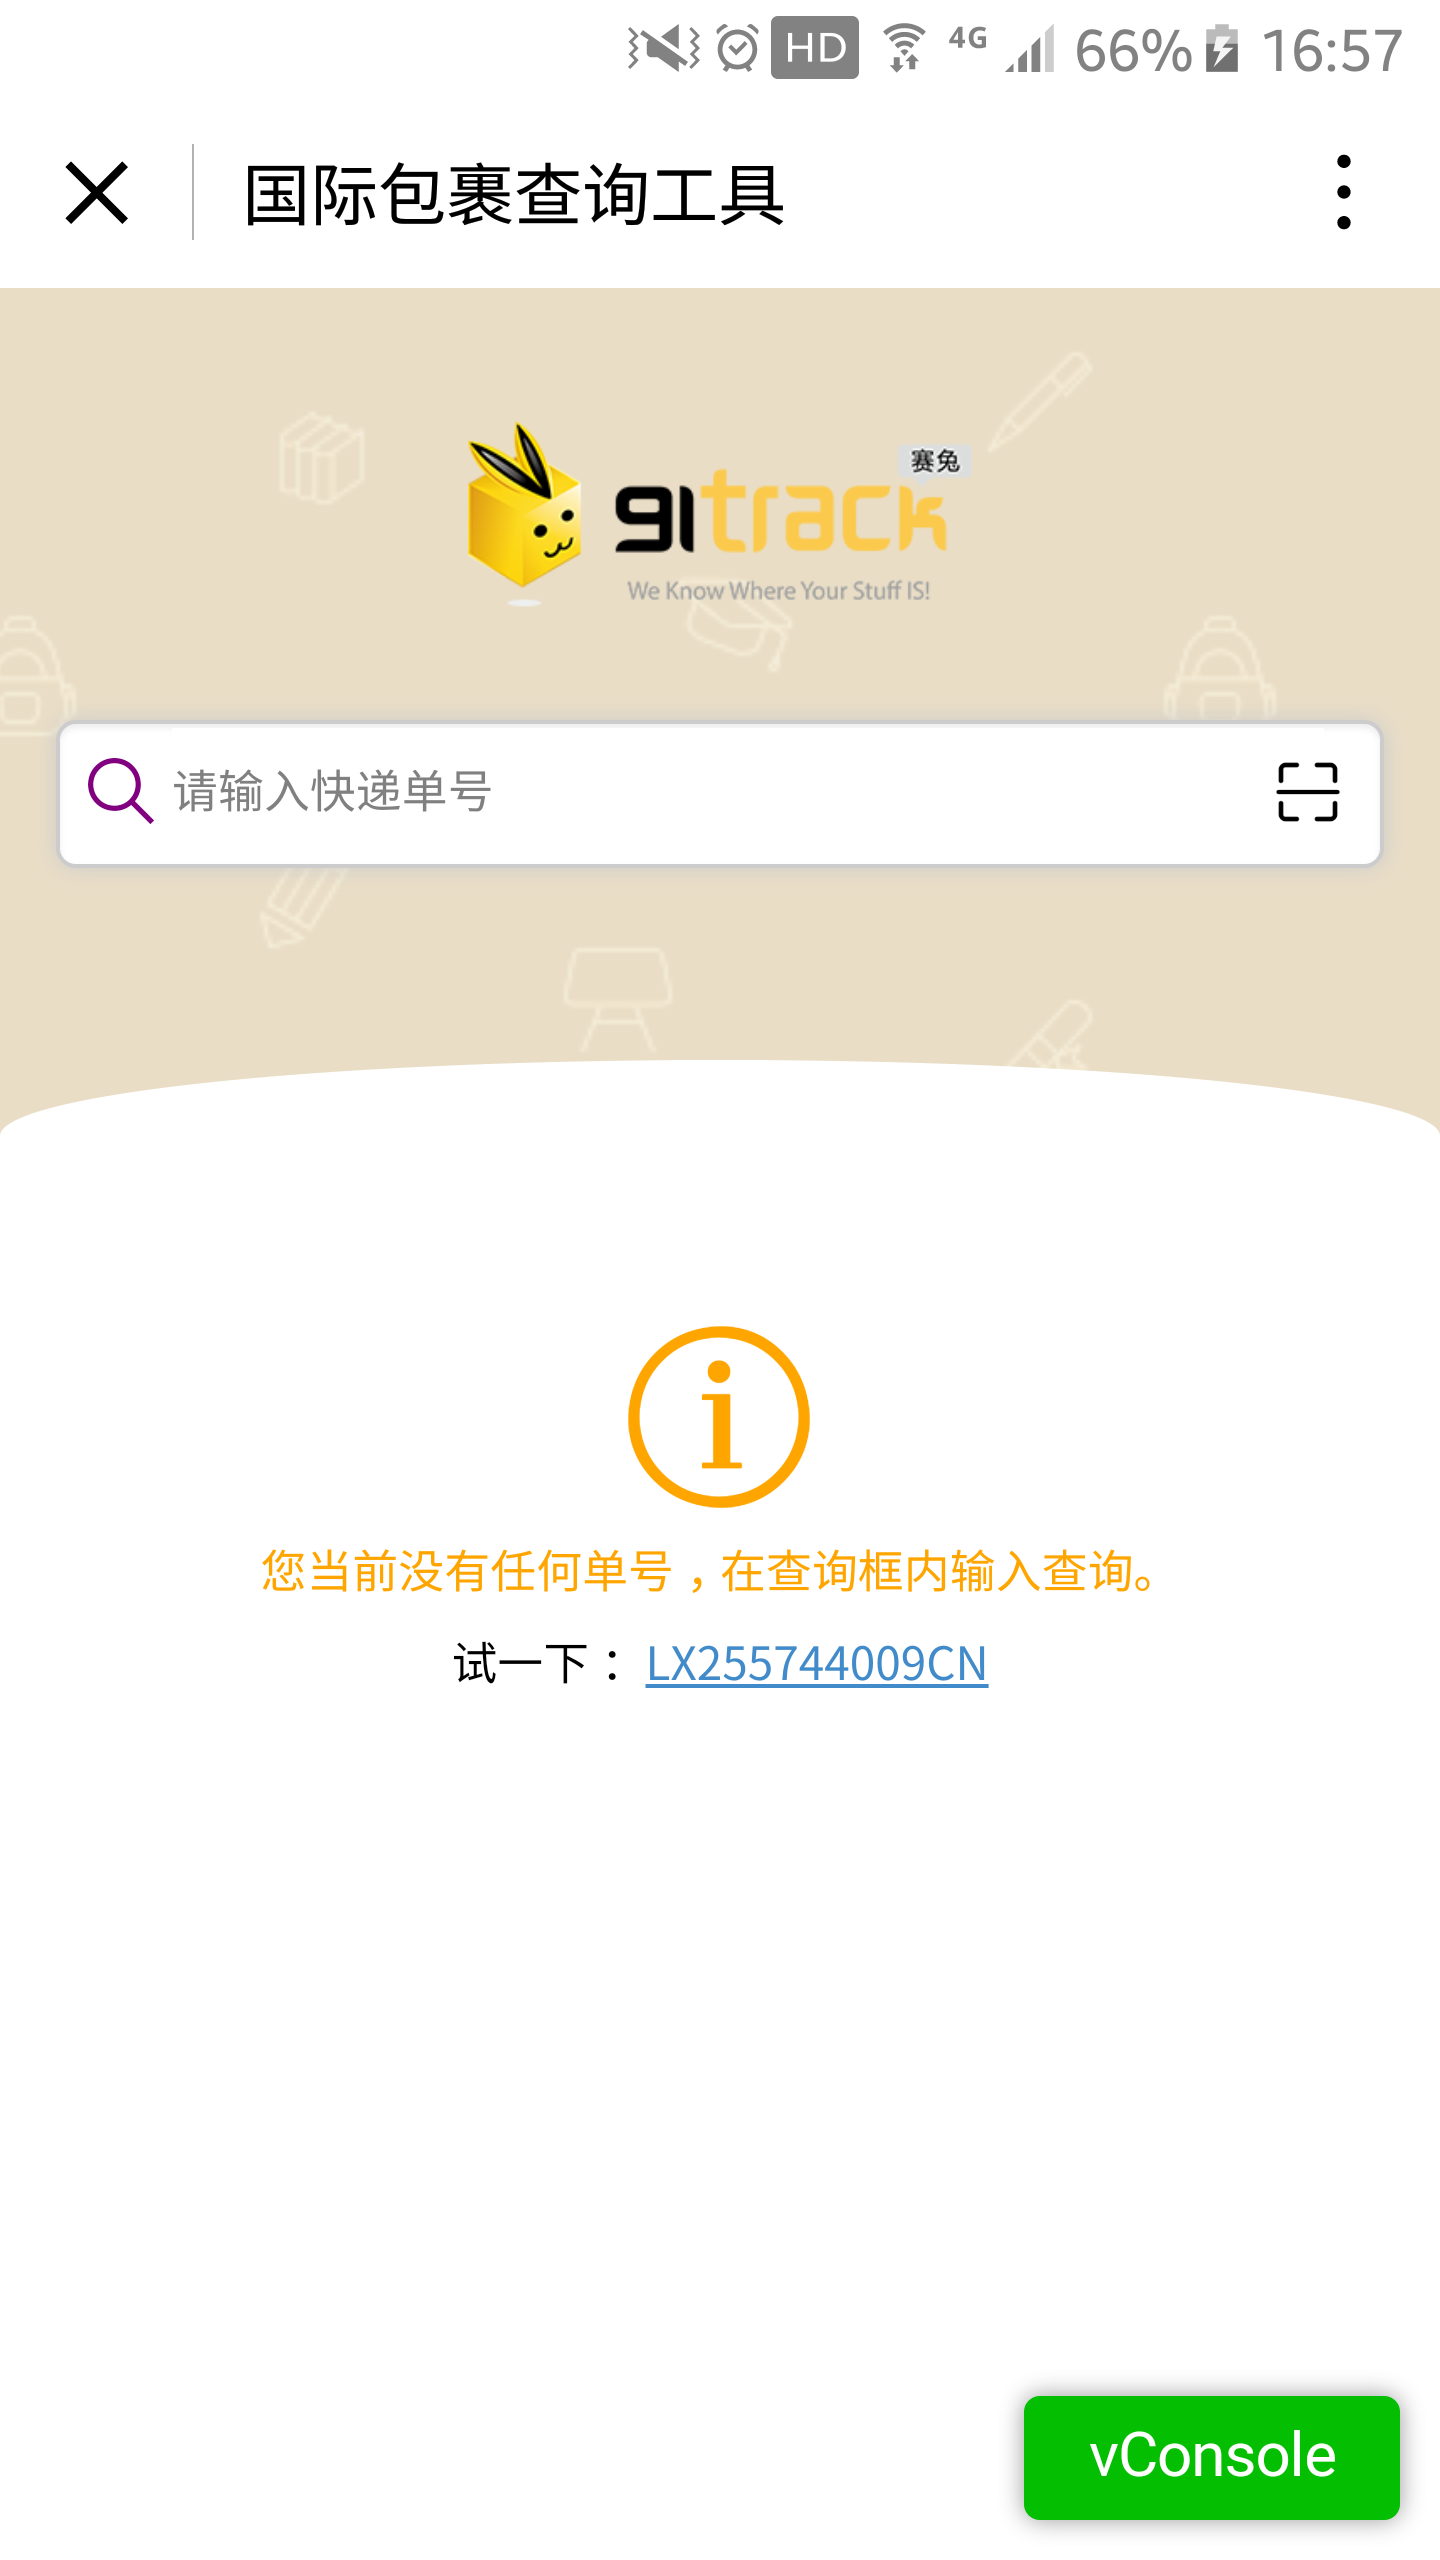 HD 4G 66% 16:57
国际包裹查询工具
赛兔
91track
We Know Where Your Stuff IS!
请输入快递单号
您当前没有任何单号，在查询框内输入查询。
试一下： LX255744009CN
vConsole